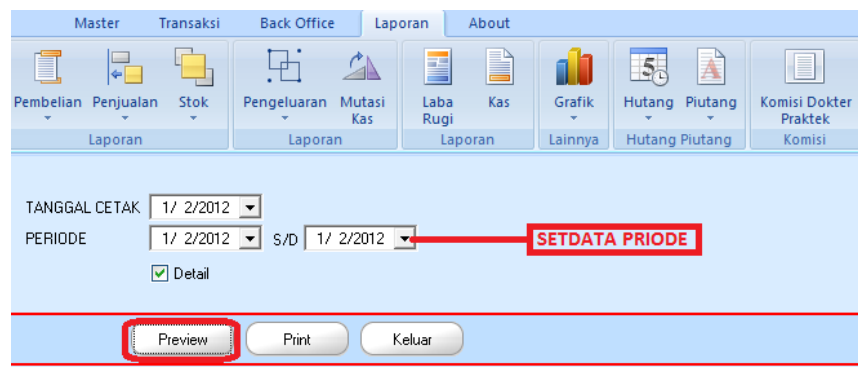 Master Transaksi Back Office Laporan About
Pembelian Penjualan Stok Pengeluaran Mutasi Kas Laba Rugi Kas Grafik Hutang Piutang Komisi Dokter Praktek
Laporan Laporan Laporan Lainnya Hutang Piutang Komisi
TANGGAL CETAK 1/ 2/2012
PERIODE 1/ 2/2012 S/D 1/ 2/2012 SETDATA PRIODE
Detail
Preview Print Keluar